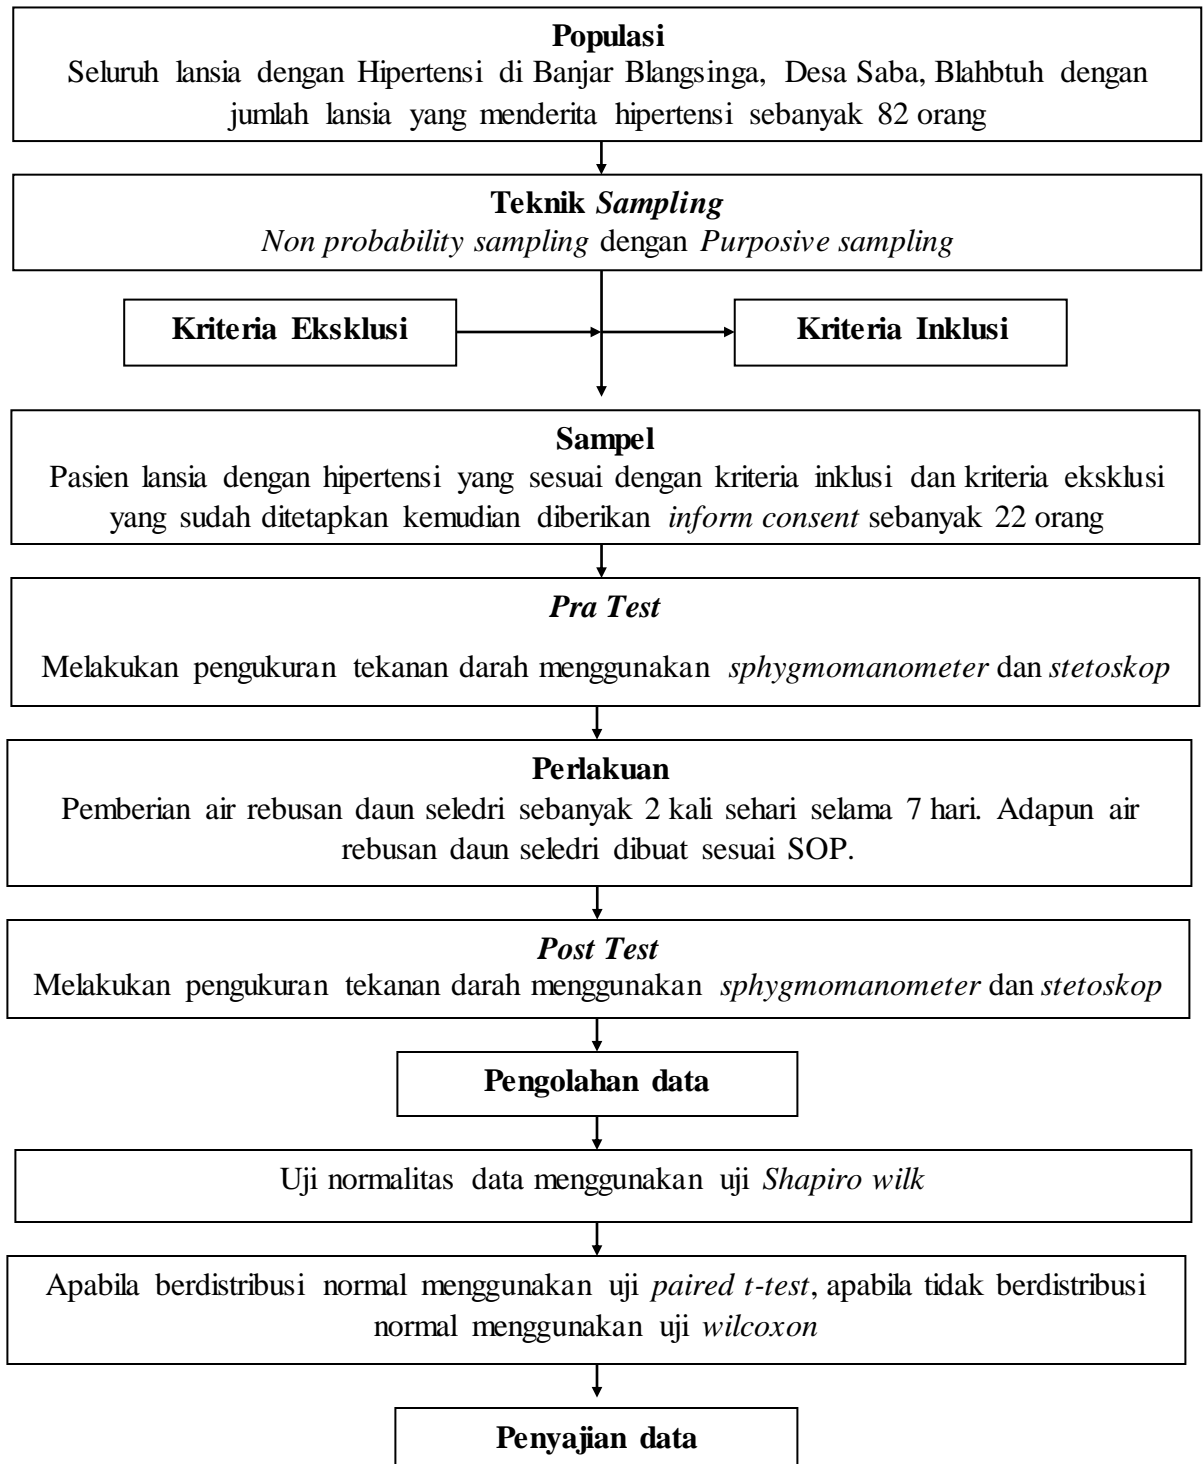 Populasi
Seluruh lansia dengan Hipertensi di Banjar Blangsinga, Desa Saba, Blahbtuh dengan
jumlah lansia yang menderita hipertensi sebanyak 82 orang
Teknik Sampling
Non probability sampling dengan Purposive sampling
Kriteria Eksklusi
Kriteria Inklusi
Sampel
Pasien lansia dengan hipertensi yang sesuai dengan kriteria inklusi dan kriteria eksklusi
yang sudah ditetapkan kemudian diberikan inform consent sebanyak 22 orang
Pra Test
Melakukan pengukuran tekanan darah menggunakan sphygmomanometer dan stetoskop
Perlakuan
Pemberian air rebusan daun seledri sebanyak 2 kali sehari selama 7 hari. Adapun air
rebusan daun seledri dibuat sesuai SOP.
Post Test
Melakukan pengukuran tekanan darah menggunakan sphygmomanometer dan stetoskop
Pengolahan data
Uji normalitas data menggunakan uji Shapiro wilk
Apabila berdistribusi normal menggunakan uji paired t-test, apabila tidak berdistribusi
normal menggunakan uji wilcoxon
Penyajian data